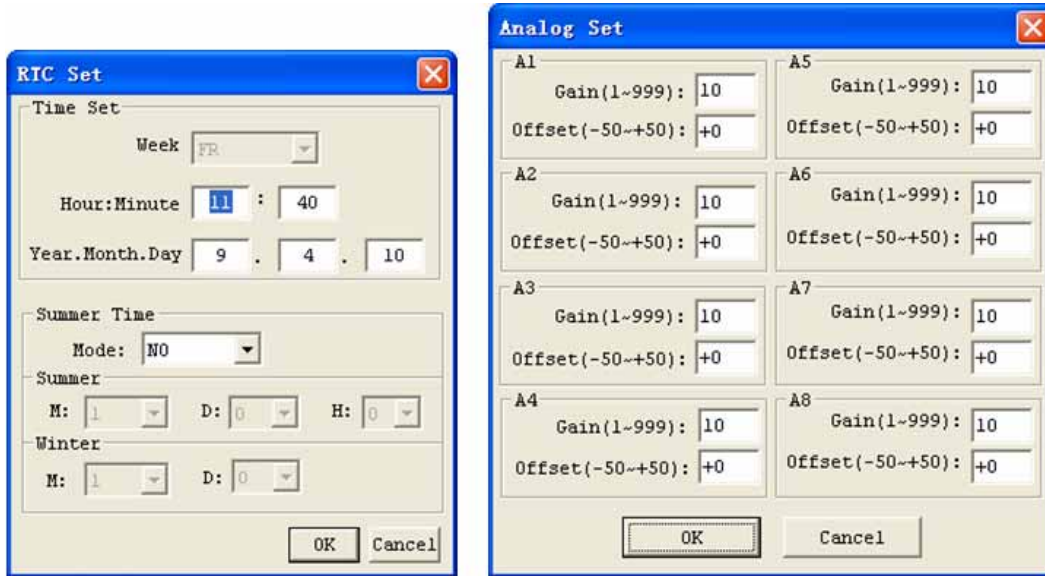 RTC Set
Time Set
Week FR
Hour:Minute 11 : 40
Year.Month.Day 9 . 4 . 10
Summer Time
Mode: NO
Summer
M: 1 D: 0 H: 0
Winter
M: 1 D: 0
OK Cancel
Analog Set
A1
Gain(1~999): 10
Offset(-50~+50): +0
A2
Gain(1~999): 10
Offset(-50~+50): +0
A3
Gain(1~999): 10
Offset(-50~+50): +0
A4
Gain(1~999): 10
Offset(-50~+50): +0
A5
Gain(1~999): 10
Offset(-50~+50): +0
A6
Gain(1~999): 10
Offset(-50~+50): +0
A7
Gain(1~999): 10
Offset(-50~+50): +0
A8
Gain(1~999): 10
Offset(-50~+50): +0
OK Cancel